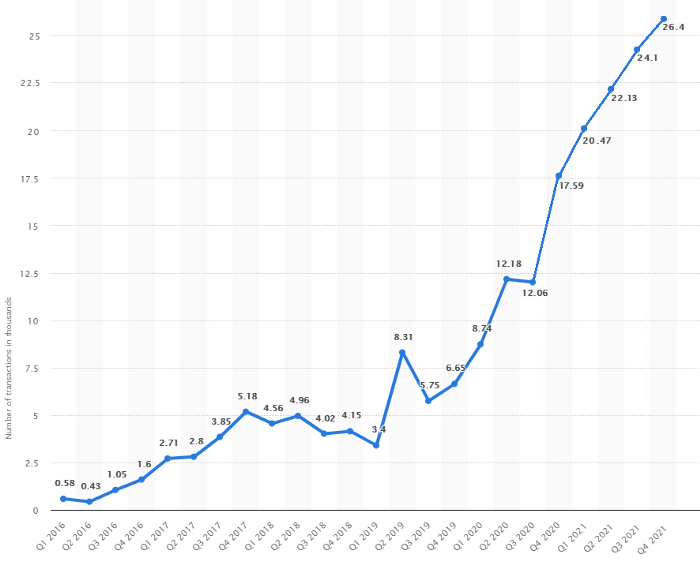 Number of transactions in thousands
25
22.5
20
17.5
15
12.5
10
7.5
5
2.5
0
0.58
0.43
1.05
1.6
2.71
2.8
3.85
5.18
4.56
4.96
4.02
4.15
3.4
8.31
5.75
6.65
8.74
12.18
12.06
17.59
20.47
22.13
24.1
26.4
Q1 2016
Q2 2016
Q3 2016
Q4 2016
Q1 2017
Q2 2017
Q3 2017
Q4 2017
Q1 2018
Q2 2018
Q3 2018
Q4 2018
Q1 2019
Q2 2019
Q3 2019
Q4 2019
Q1 2020
Q2 2020
Q3 2020
Q4 2020
Q1 2021
Q2 2021
Q3 2021
Q4 2021